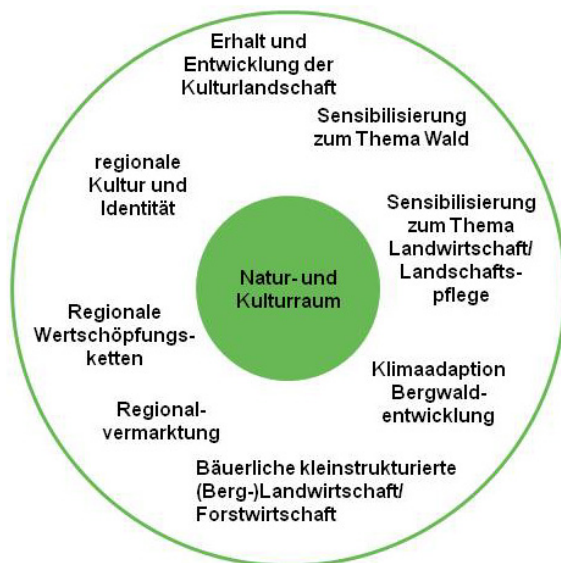 Erhalt und
Entwicklung der
Kulturlandschaft
Sensibilisierung
zum Thema Wald
regionale
Kultur und
Identität
Sensibilisierung
zum Thema
Landwirtschaft/
Landschafts-
pflege
Natur- und
Kulturraum
Regionale
Wertschöpfungs-
ketten
Klimaadaption
Bergwald-
entwicklung
Regional-
vermarktung
Bäuerliche kleinstrukturierte
(Berg-)Landwirtschaft/
Forstwirtschaft